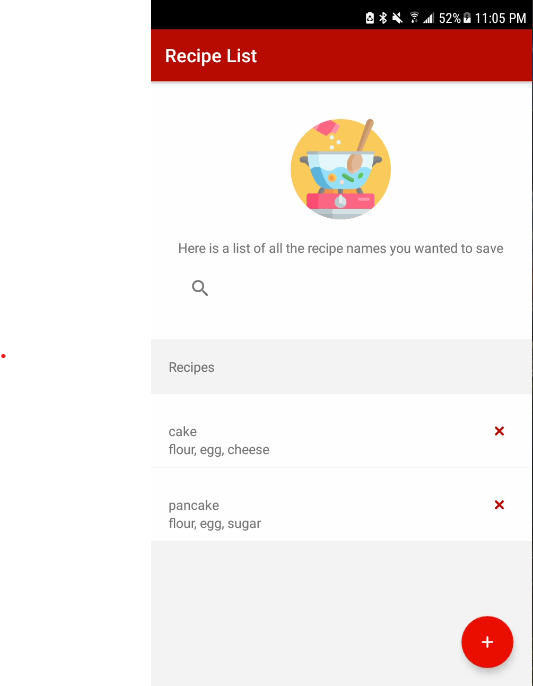 52% 11:05 PM
Recipe List
Here is a list of all the recipe names you wanted to save
Recipes
cake
flour, egg, cheese
pancake
flour, egg, sugar